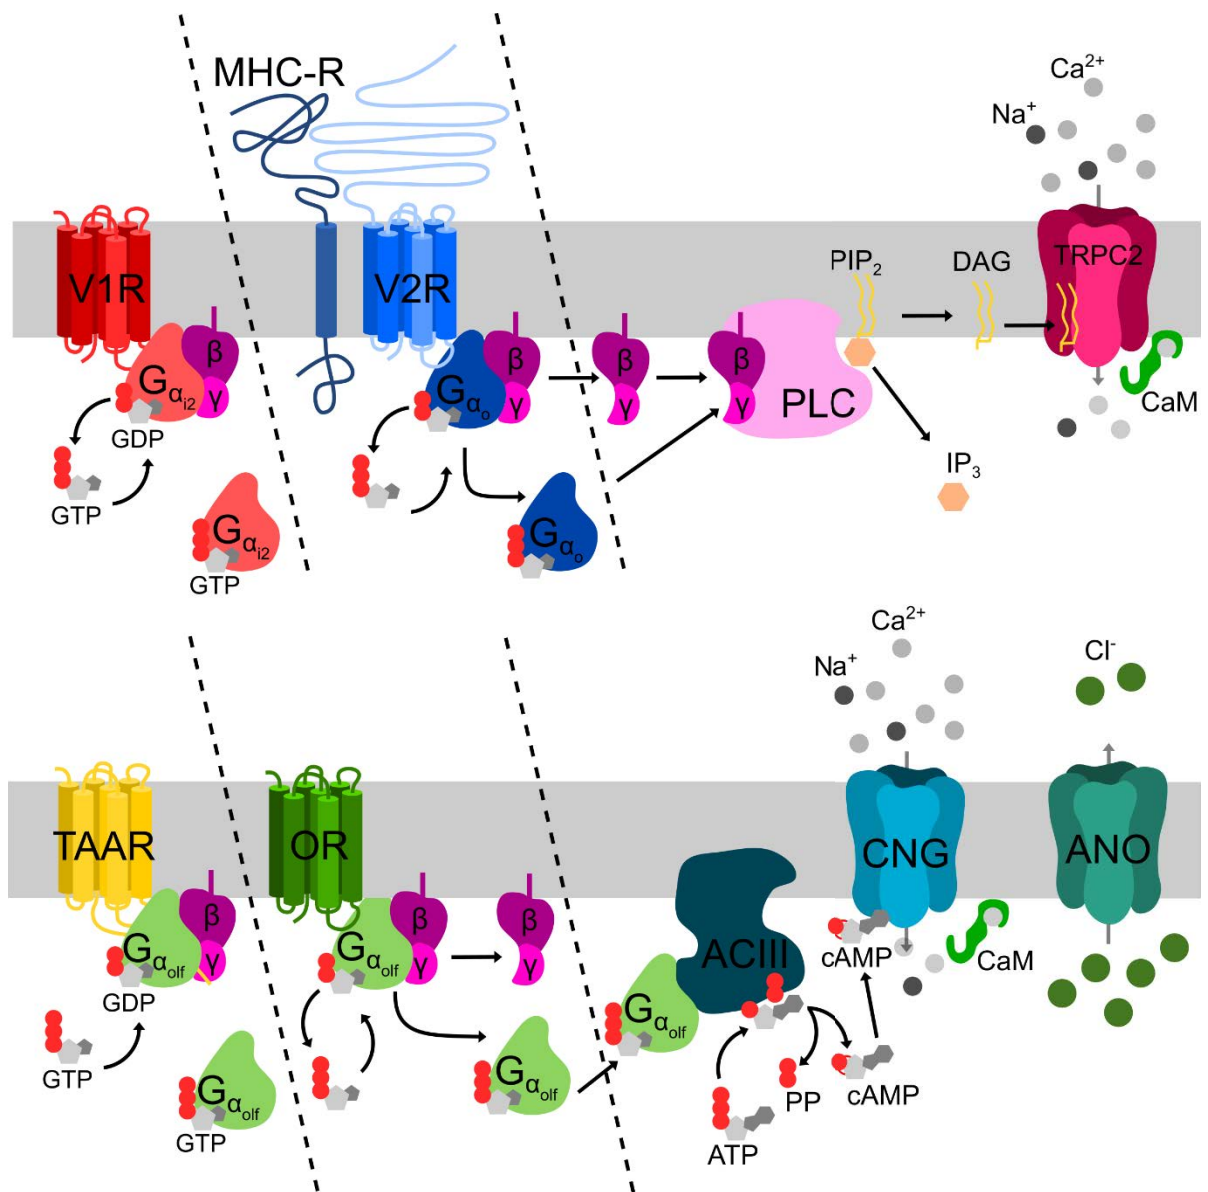 MHC-R
Ca²⁺
Na⁺
V1R
V2R
PIP₂
DAG
TRPC2
β
β
β
β
Gαi2
γ
Gαo
γ
γ
γ
PLC
CaM
GDP
IP₃
GTP
Gαi2
Gαo
GTP
Ca²⁺
Cl⁻
Na⁺
TAAR
OR
CNG
ANO
β
β
β
Gαolf
γ
Gαolf
γ
γ
ACIII
cAMP
CaM
GDP
Gαolf
GTP
Gαolf
Gαolf
PP
cAMP
GTP
ATP